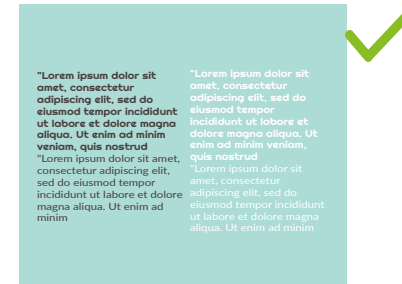 "Lorem ipsum dolor sit
amet, consectetur
adipiscing elit, sed do
eiusmod tempor incididunt
ut labore et dolore magna
aliqua. Ut enim ad minim
veniam, quis nostrud
"Lorem ipsum dolor sit amet,
consectetur adipiscing elit,
sed do eiusmod tempor
incididunt ut labore et dolore
magna aliqua. Ut enim ad
minim
"Lorem ipsum dolor sit
amet, consectetur
adipiscing elit, sed do
eiusmod tempor
incididunt ut labore et
dolore magna aliqua. Ut
enim ad minim veniam,
quis nostrud
"Lorem ipsum dolor sit
amet, consectetur
adipiscing elit, sed do
eiusmod tempor incididunt
ut labore et dolore magna
aliqua. Ut enim ad minim